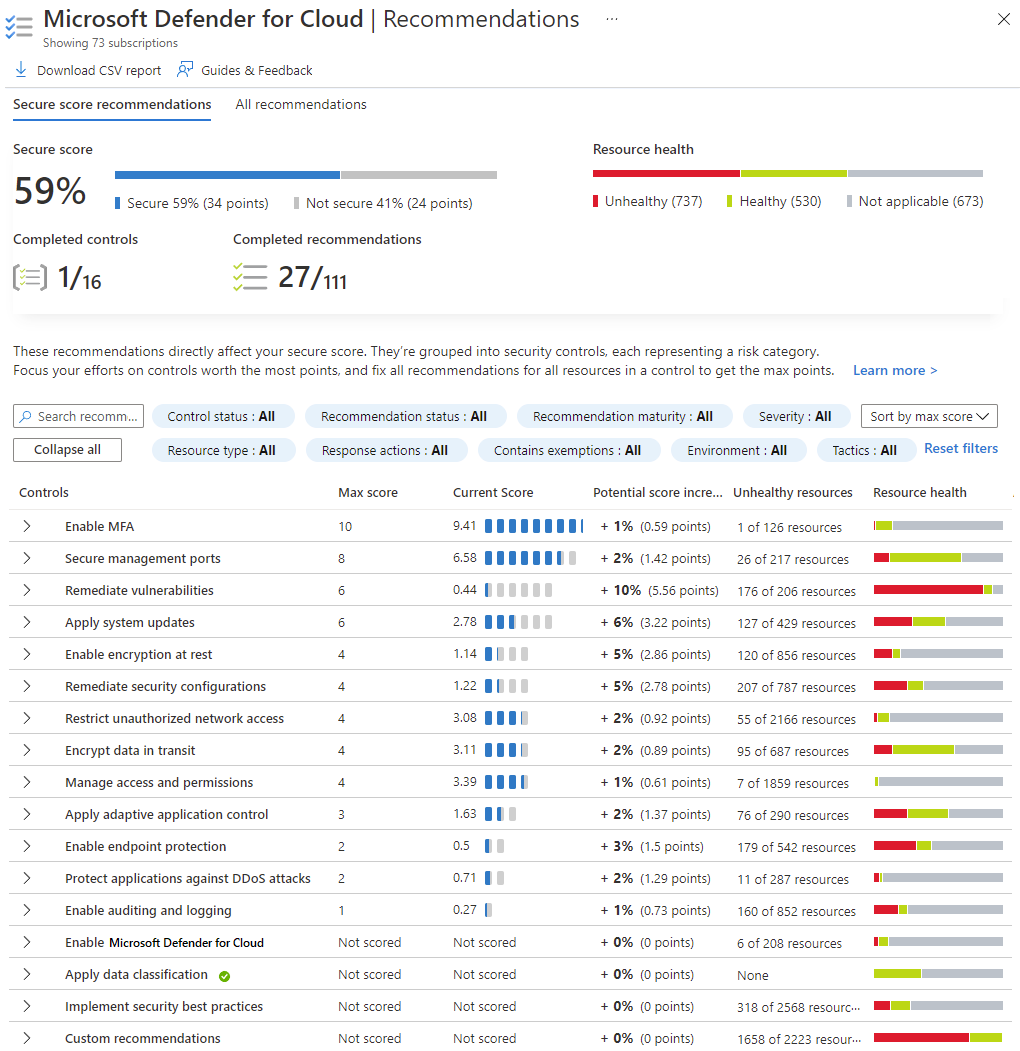 Microsoft Defender for Cloud | Recommendations ...
Showing 73 subscriptions
Download CSV report Guides & Feedback
Secure score recommendations All recommendations
Secure score Resource health
59%
Secure 59% (34 points) Not secure 41% (24 points) Unhealthy (737) Healthy (530) Not applicable (673)
Completed controls Completed recommendations
1/16 27/111
These recommendations directly affect your secure score. They're grouped into security controls, each representing a risk category.
Focus your efforts on controls worth the most points, and fix all recommendations for all resources in a control to get the max points. Learn more >
Search recomm... Control status : All Recommendation status : All Recommendation maturity : All Severity : All Sort by max score
Collapse all Resource type : All Response actions : All Contains exemptions : All Environment : All Tactics : All Reset filters
Controls Max score Current Score Potential score incre... Unhealthy resources Resource health
Enable MFA 10 9.41 + 1% (0.59 points) 1 of 126 resources
Secure management ports 8 6.58 + 2% (1.42 points) 26 of 217 resources
Remediate vulnerabilities 6 0.44 + 10% (5.56 points) 176 of 206 resources
Apply system updates 6 2.78 + 6% (3.22 points) 127 of 429 resources
Enable encryption at rest 4 1.14 + 5% (2.86 points) 120 of 856 resources
Remediate security configurations 4 1.22 + 5% (2.78 points) 207 of 787 resources
Restrict unauthorized network access 4 3.08 + 2% (0.92 points) 55 of 2166 resources
Encrypt data in transit 4 3.11 + 2% (0.89 points) 95 of 687 resources
Manage access and permissions 4 3.39 + 1% (0.61 points) 7 of 1859 resources
Apply adaptive application control 3 1.63 + 2% (1.37 points) 76 of 290 resources
Enable endpoint protection 2 0.5 + 3% (1.5 points) 179 of 542 resources
Protect applications against DDoS attacks 2 0.71 + 2% (1.29 points) 11 of 287 resources
Enable auditing and logging 1 0.27 + 1% (0.73 points) 160 of 852 resources
Enable Microsoft Defender for Cloud Not scored Not scored + 0% (0 points) 6 of 208 resources
Apply data classification Not scored Not scored + 0% (0 points) None
Implement security best practices Not scored Not scored + 0% (0 points) 318 of 2568 resourc...
Custom recommendations Not scored Not scored + 0% (0 points) 1658 of 2223 resour...